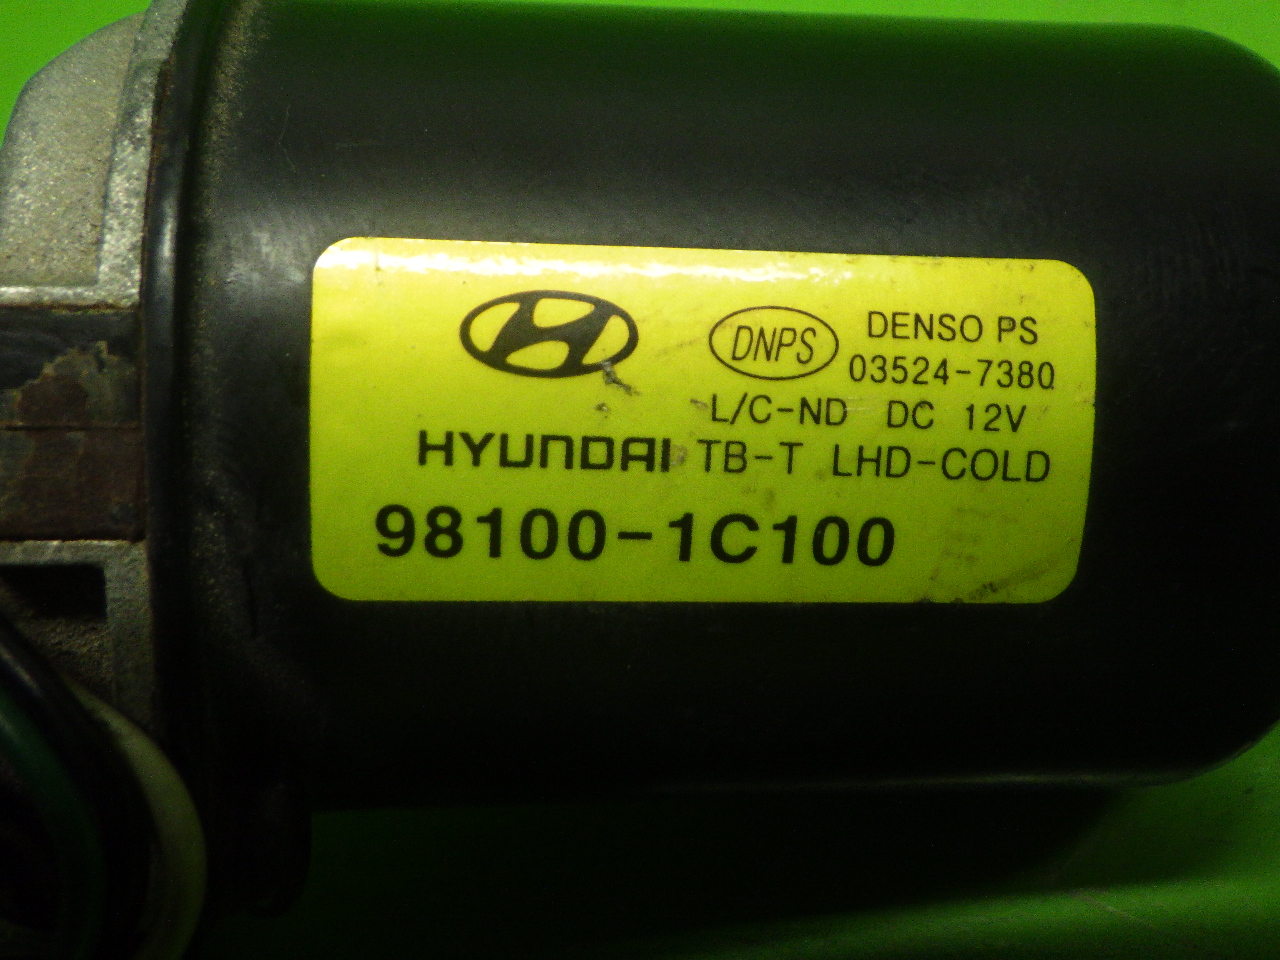 DNPS
DENSO PS
03524-7380
L/C-ND DC 12V
HYUNDAI TB-T LHD-COLD
98100-1C100